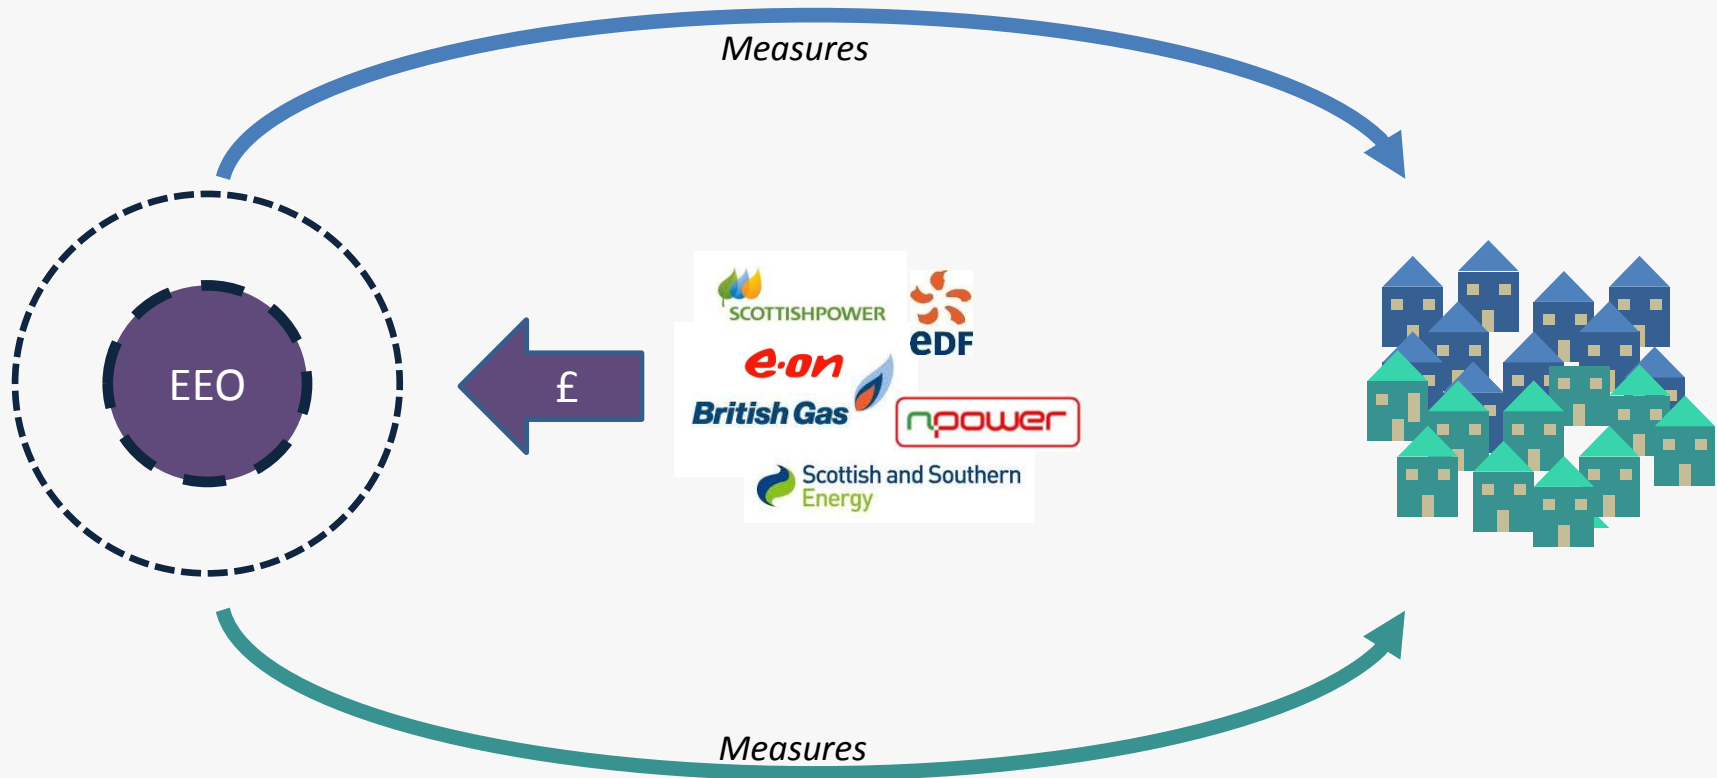 Measures
SCOTTISHPOWER
eDF
e·on
British Gas
npower
EEO
£
Scottish and Southern
Energy
Measures